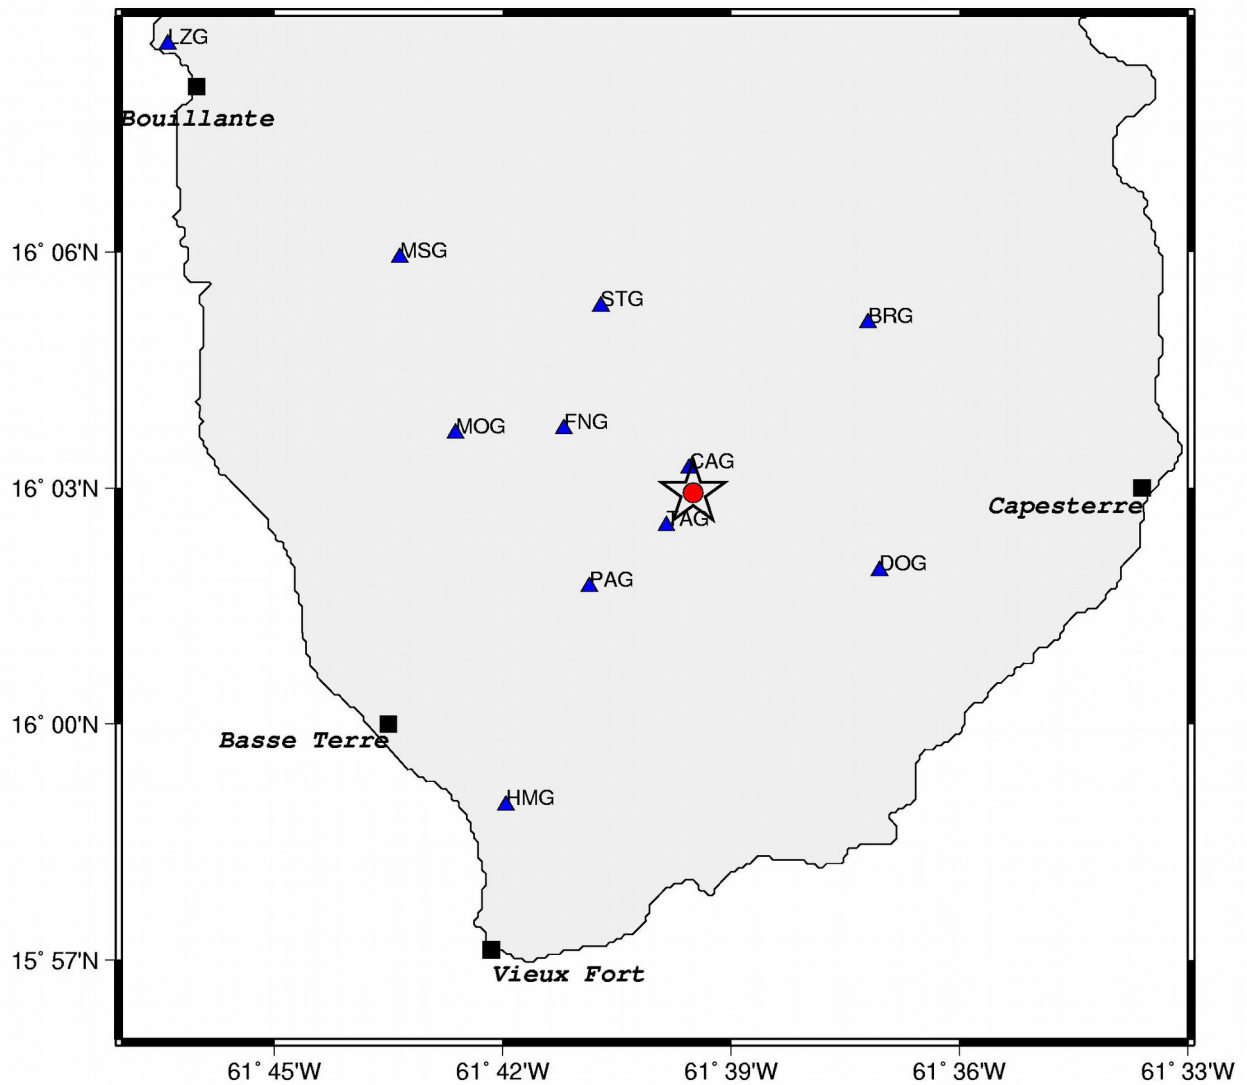 LZG
Bouillante
16° 06'N
MSG
STG
BRG
MOG
FNG
CAG
16° 03'N
Capesterre
TAG
DOG
PAG
16° 00'N
Basse Terre
HMG
15° 57'N
Vieux Fort
61° 45'W 61° 42'W 61° 39'W 61° 36'W 61° 33'W